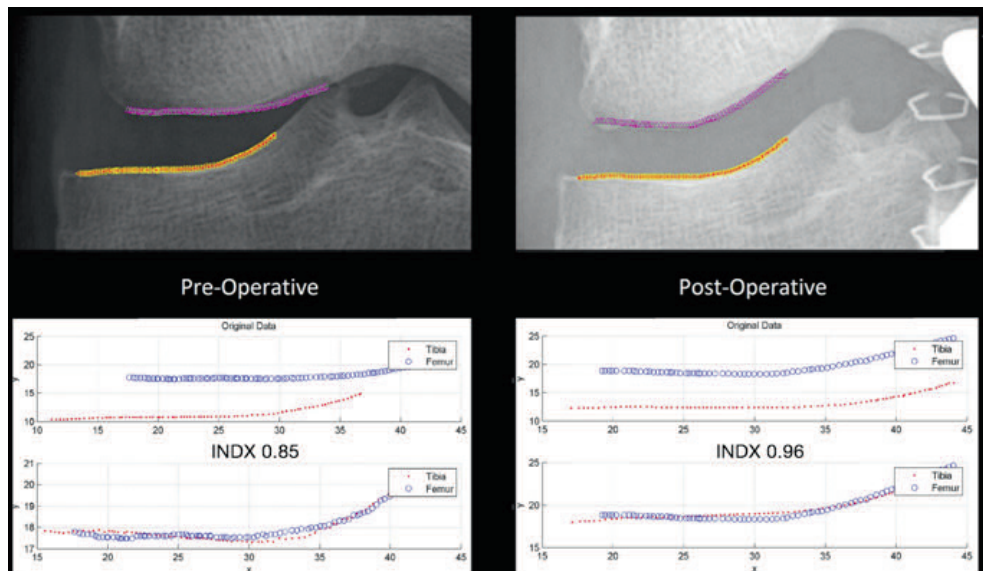 Pre-Operative
Post-Operative
Original Data
25
20
15
10
y
Tibia
Femur
10 15 20 25 30 35 40 45
INDX 0.85
21
20
19
18
17
y
Tibia
Femur
15 20 25 30 35 40 45
x
Original Data
25
20
15
10
y
Tibia
Femur
15 20 25 30 35 40 45
INDX 0.96
25
20
15
y
Tibia
Femur
15 20 25 30 35 40 45
x